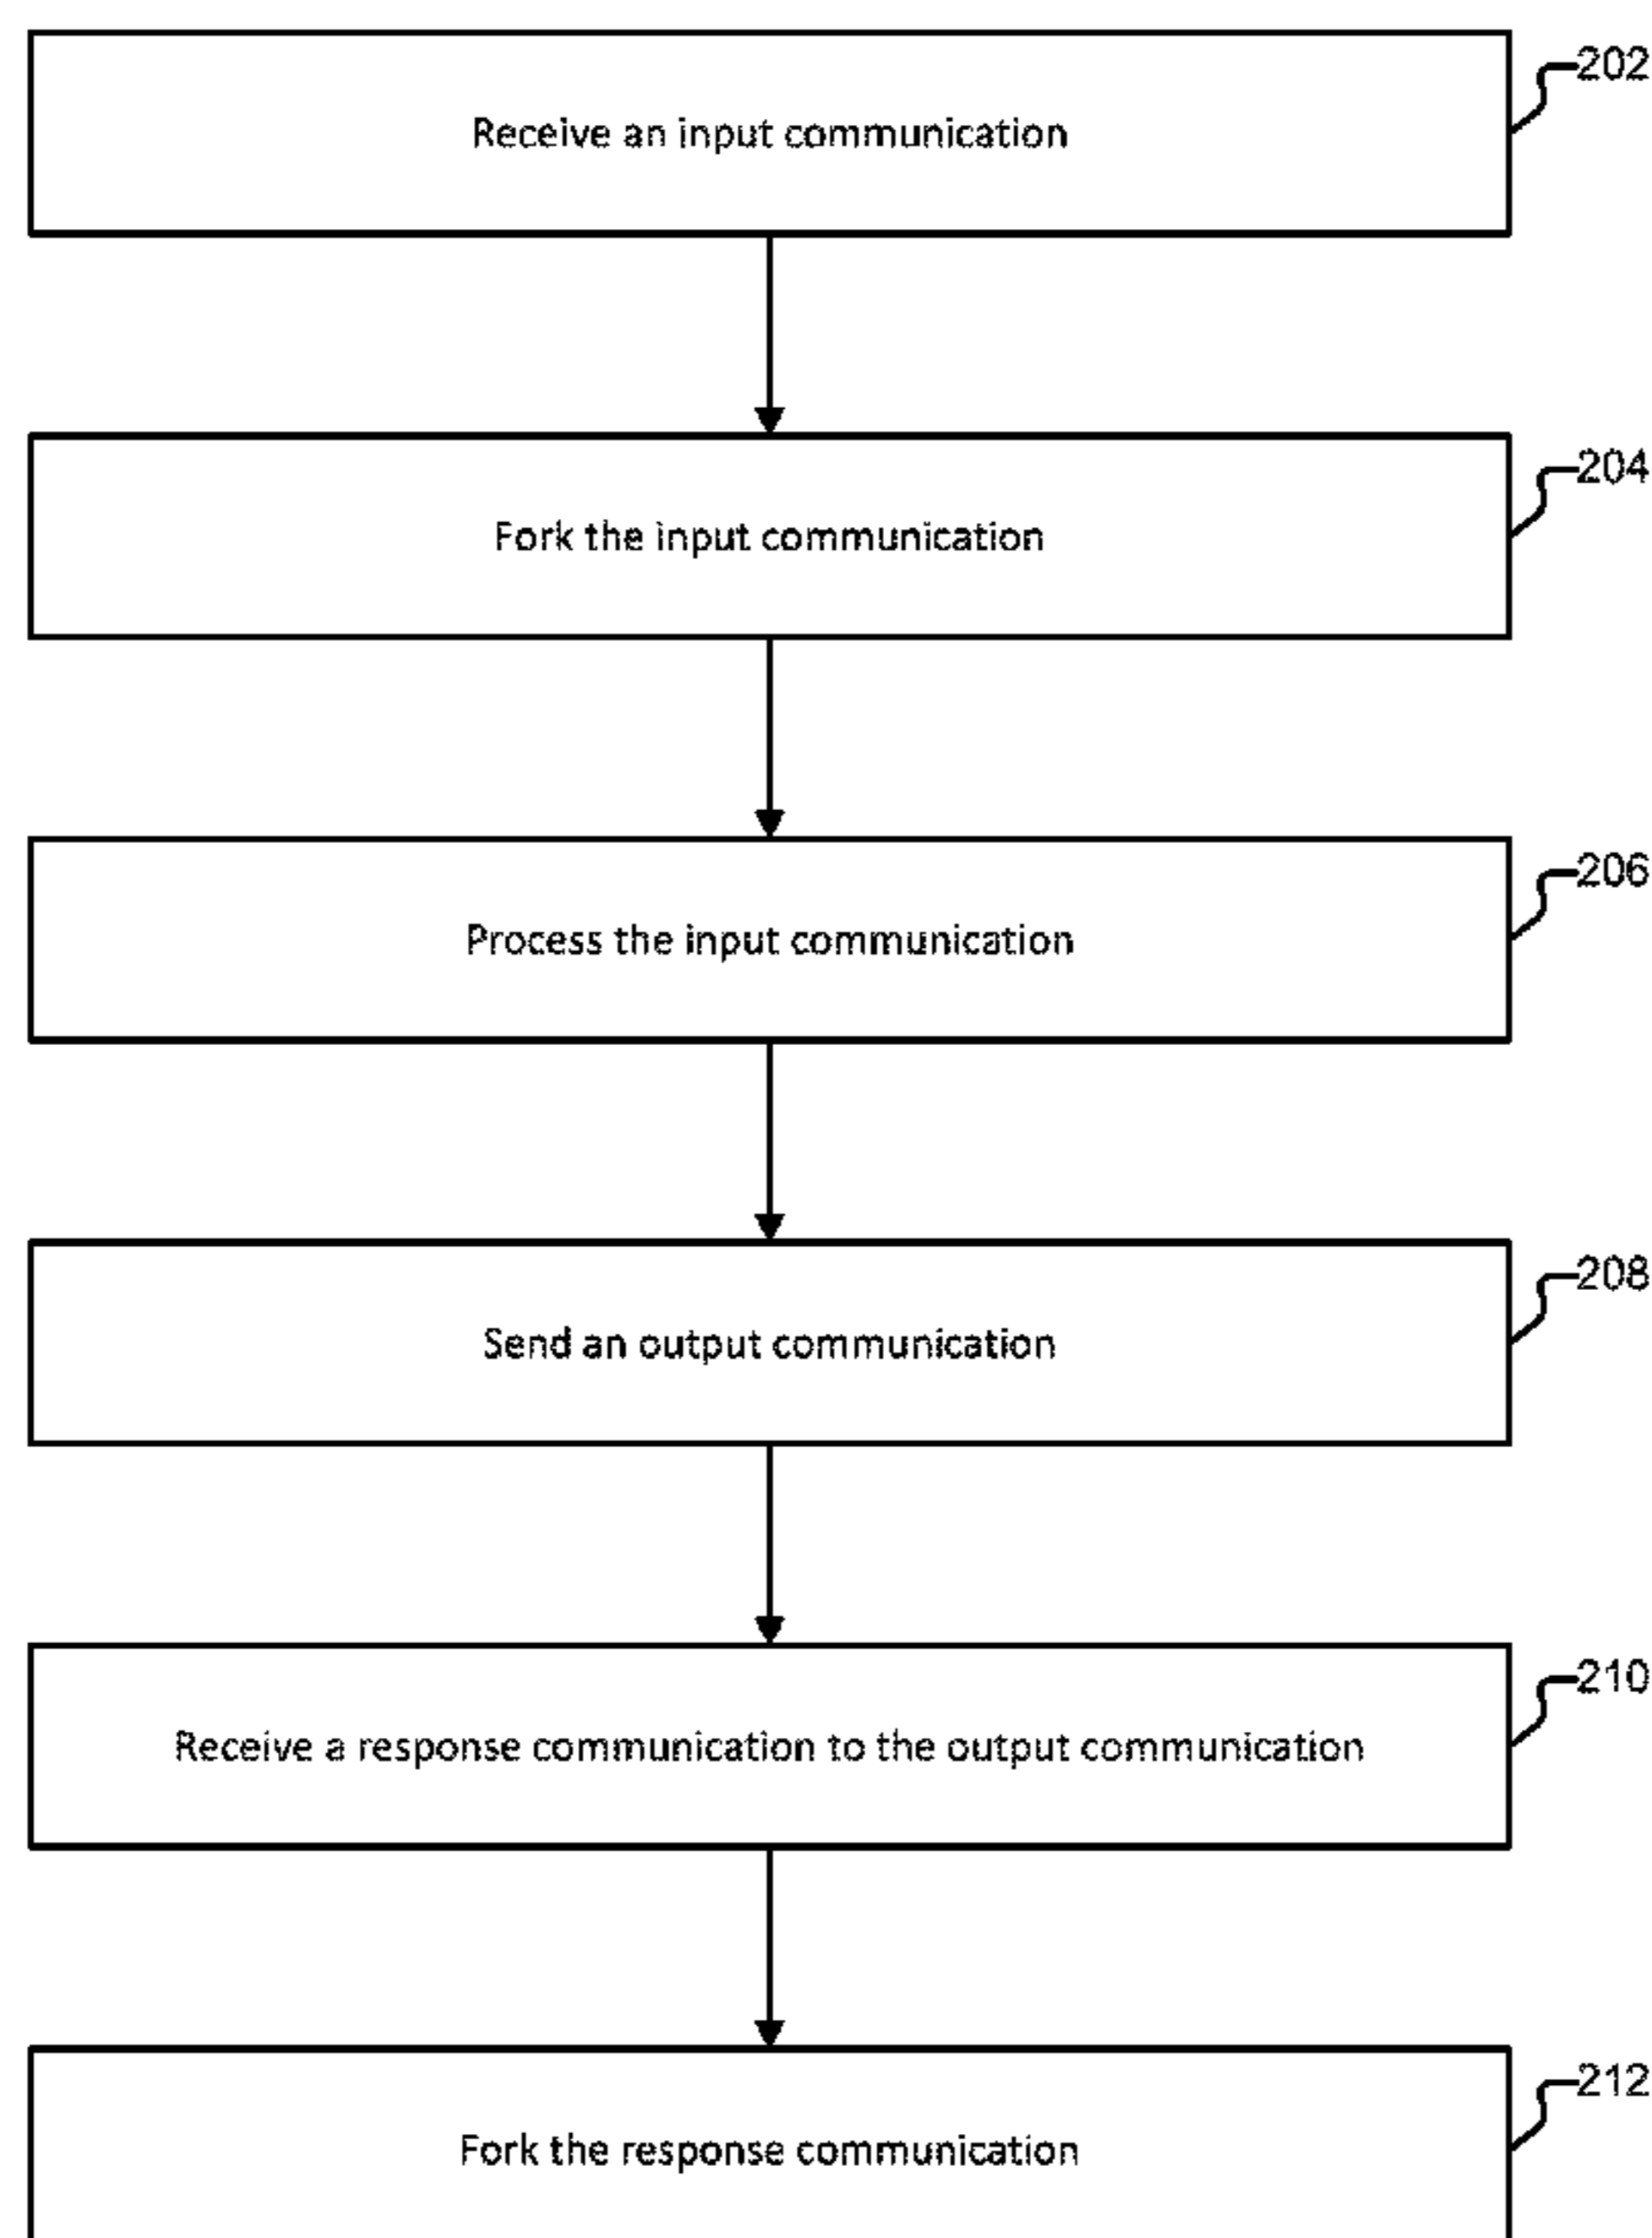 202
Receive an input communication
204
Fork the input communication
206
Process the input communication
208
Send an output communication
210
Receive a response communication to the output communication
212
Fork the response communication